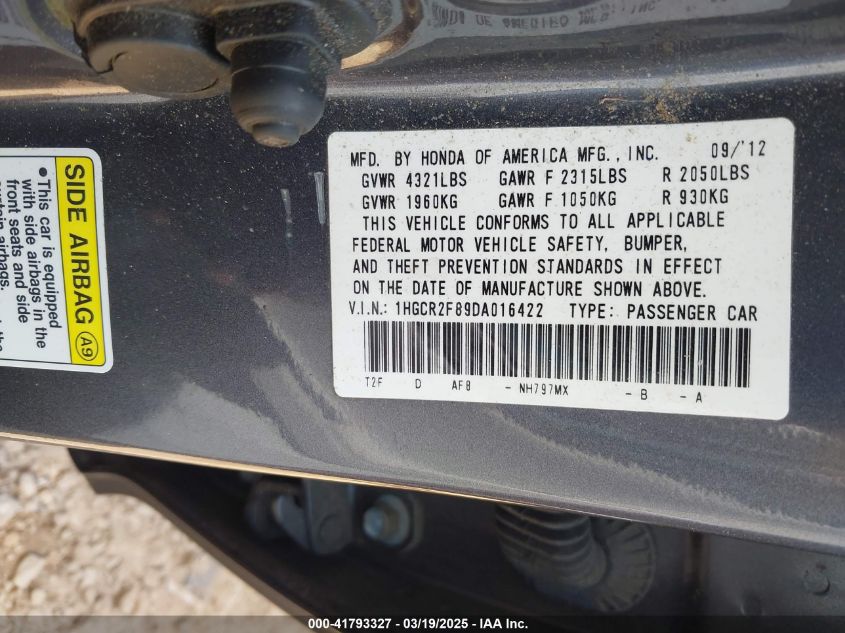 MFD. BY HONDA OF AMERICA MFG., INC. 09/'12
GVWR 4321LBS GAWR F 2315LBS R 2050LBS
GVWR 1960KG GAWR F 1050KG R 930KG
THIS VEHICLE CONFORMS TO ALL APPLICABLE
FEDERAL MOTOR VEHICLE SAFETY, BUMPER,
AND THEFT PREVENTION STANDARDS IN EFFECT
ON THE DATE OF MANUFACTURE SHOWN ABOVE.
V.I.N.: 1HGCR2F89DA016422 TYPE: PASSENGER CAR
T2F D AF8 - NH797MX - B - A
SIDE AIRBAG A9
•This car is equipped
with side airbags in the
front seats and side
curtain airbags.
000-41793327 - 03/19/2025 - IAA Inc.